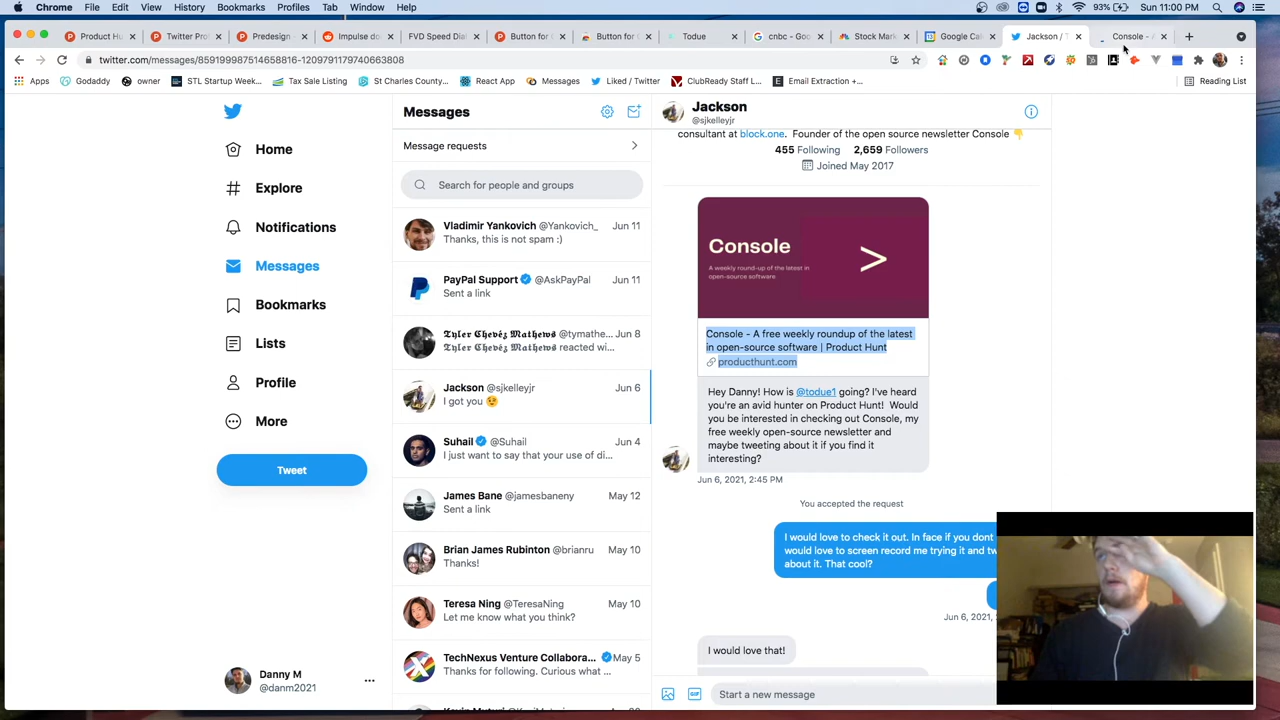 Chrome File Edit View History Bookmarks Profiles Tab Window Help 93% Sun 11:00 PM
Product Hu Twitter Pro Predesign Impulse do FVD Speed Dial Button for Button for Todue cnbc - Goo Stock Mark Google Cal Jackson / T Console - A
twitter.com/messages/859199987514658816-1209791179740663808
Apps Godaddy owner STL Startup Week... Tax Sale Listing St Charles County... React App Messages Liked / Twitter ClubReady Staff L... Email Extraction +... Reading List
Home
Explore
Notifications
Messages
Bookmarks
Lists
Profile
More
Tweet
Danny M
@danm2021
Messages
Message requests
Search for people and groups
Vladimir Yankovich @Yankovich_ Jun 11
Thanks, this is not spam :)
PayPal Support @AskPayPal Jun 11
Sent a link
𝕿𝖞𝖑𝖊𝖗 𝕮𝖍𝖊𝖛𝖊́𝖟 𝕸𝖆𝖙𝖍𝖊𝖜𝖘 @tymathe... Jun 8
𝕿𝖞𝖑𝖊𝖗 𝕮𝖍𝖊𝖛𝖊́𝖟 𝕸𝖆𝖙𝖍𝖊𝖜𝖘 reacted wi...
Jackson @sjkelleyjr Jun 6
I got you 😉
Suhail @Suhail Jun 4
I just want to say that your use of di...
James Bane @jamesbaneny May 12
Sent a link
Brian James Rubinton @brianru May 10
Thanks!
Teresa Ning @TeresaNing May 10
Let me know what you think?
TechNexus Venture Collabora... May 5
Thanks for following. Curious what ...
Jackson
@sjkelleyjr
consultant at block.one. Founder of the open source newsletter Console 👇
455 Following 2,659 Followers
Joined May 2017
Console >
A weekly round-up of the latest in
open-source software
Console - A free weekly roundup of the latest
in open-source software | Product Hunt
producthunt.com
Hey Danny! How is @todue1 going? I've heard
you're an avid hunter on Product Hunt! Would
you be interested in checking out Console, my
free weekly open-source newsletter and
maybe tweeting about it if you find it
interesting?
Jun 6, 2021, 2:45 PM
You accepted the request
I would love to check it out. In face if you dont
would love to screen record me trying it and tw
about it. That cool?
Jun 6, 2021,
I would love that!
GIF Start a new message